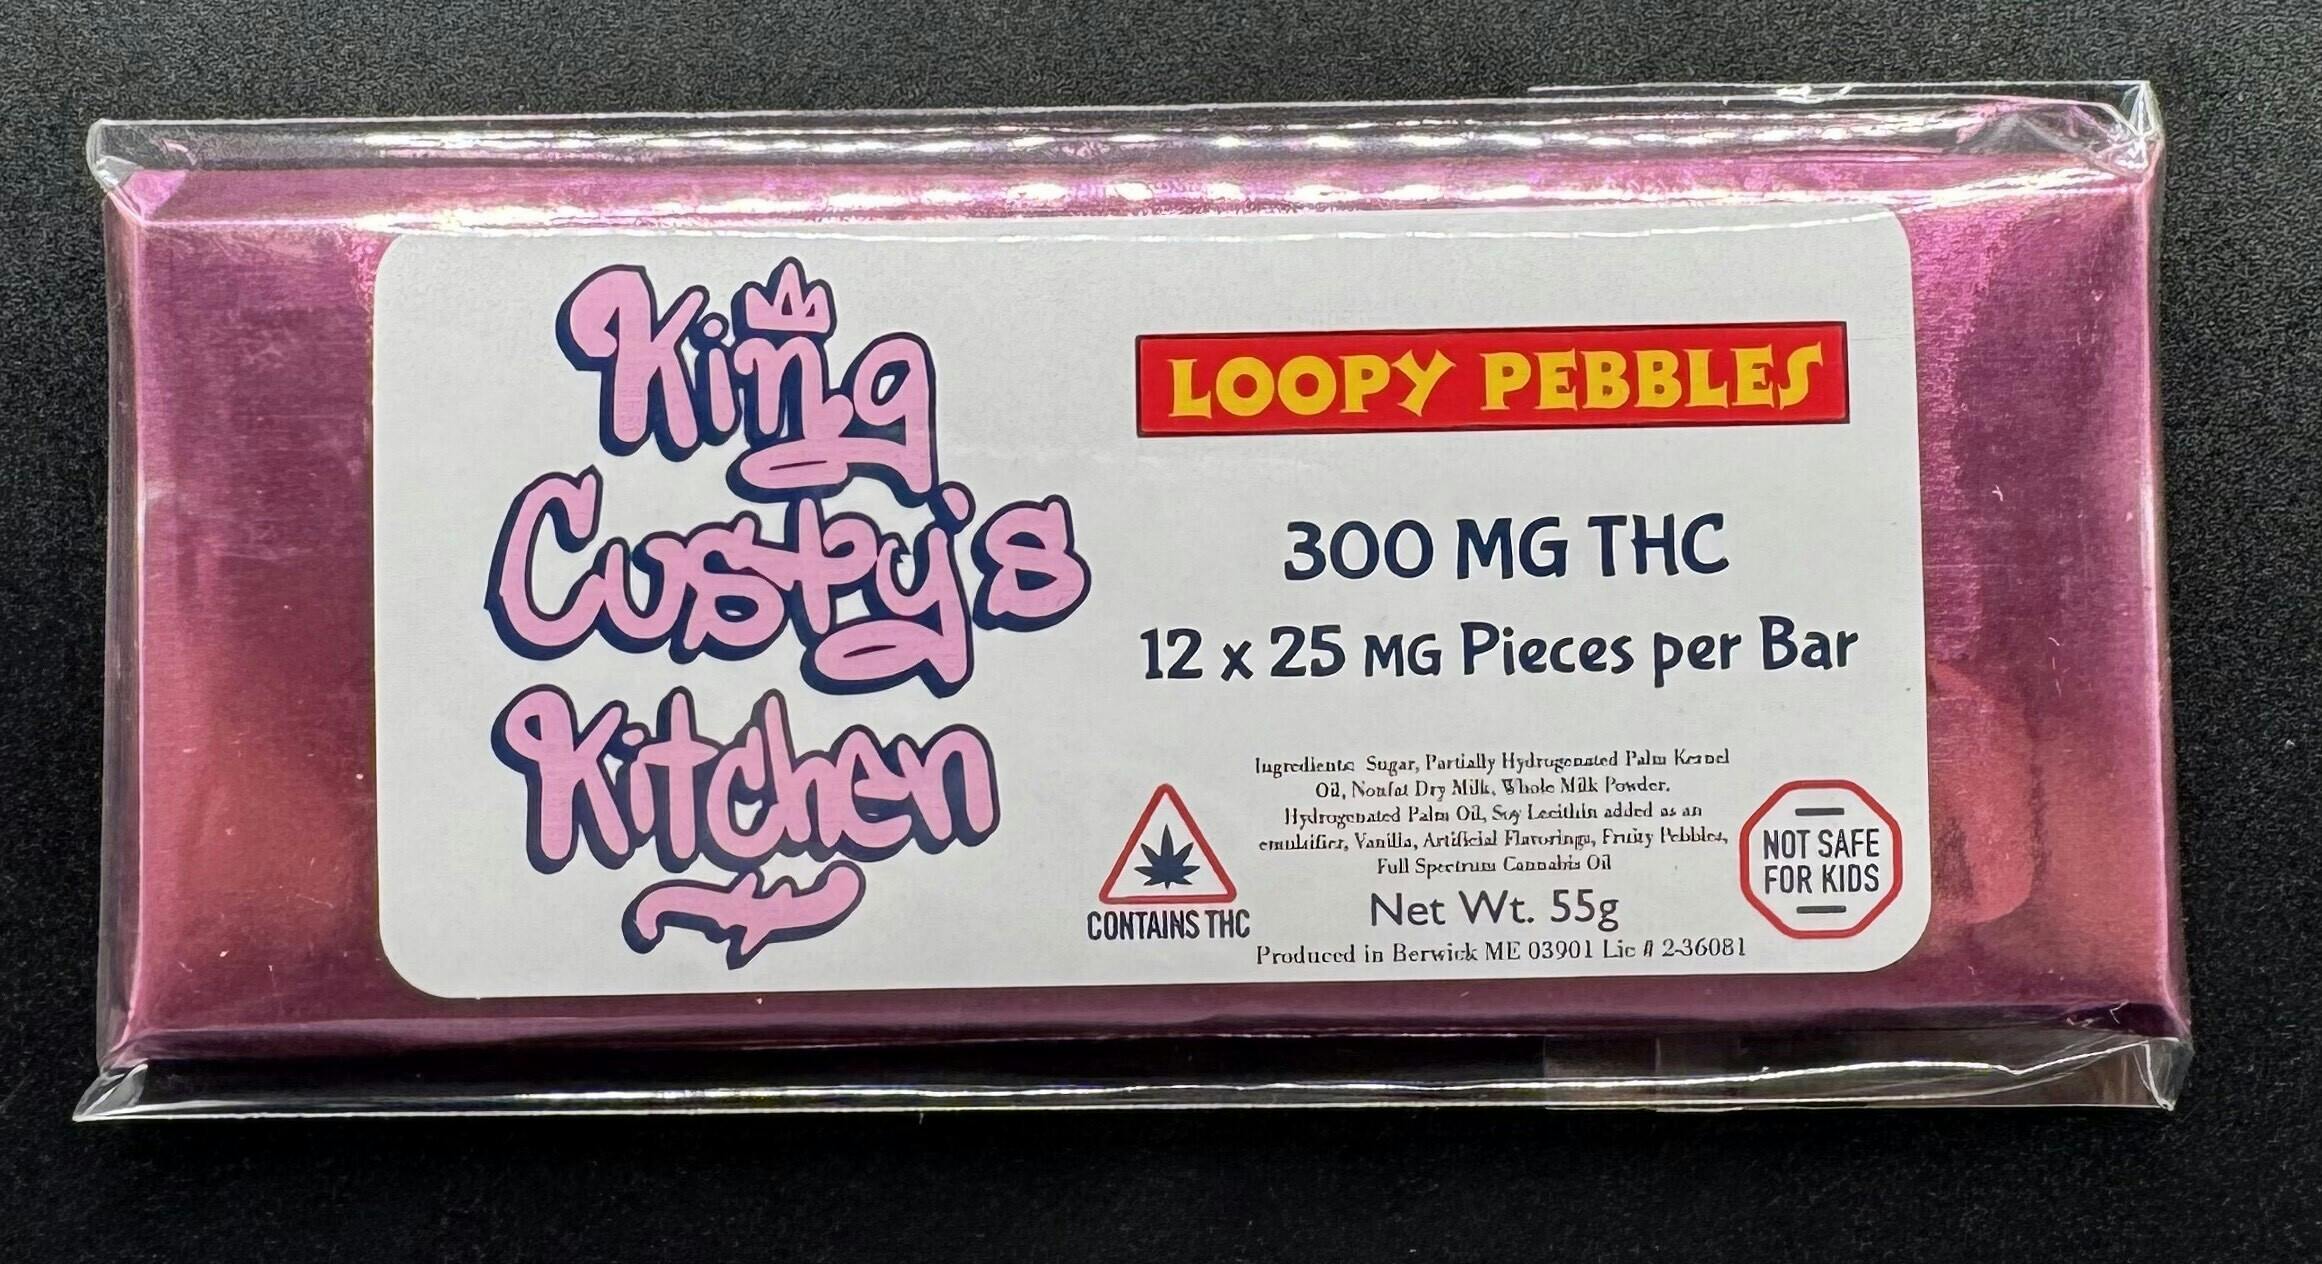 King
Custy's
Kitchen
LOOPY PEBBLES
300 MG THC
12 x 25 MG Pieces per Bar
Ingredients: Sugar, Partially Hydrogenated Palm Kernel
Oil, Nonfat Dry Milk, Whole Milk Powder.
Hydrogenated Palm Oil, Soy Lecithin added as an
emulsifier, Vanilla, Artificial Flavorings, Fruity Pebbles,
Full Spectrum Cannabis Oil
Net Wt. 55g
Produced in Berwick ME 03901 Lic # 2-36081
CONTAINS THC
NOT SAFE
FOR KIDS